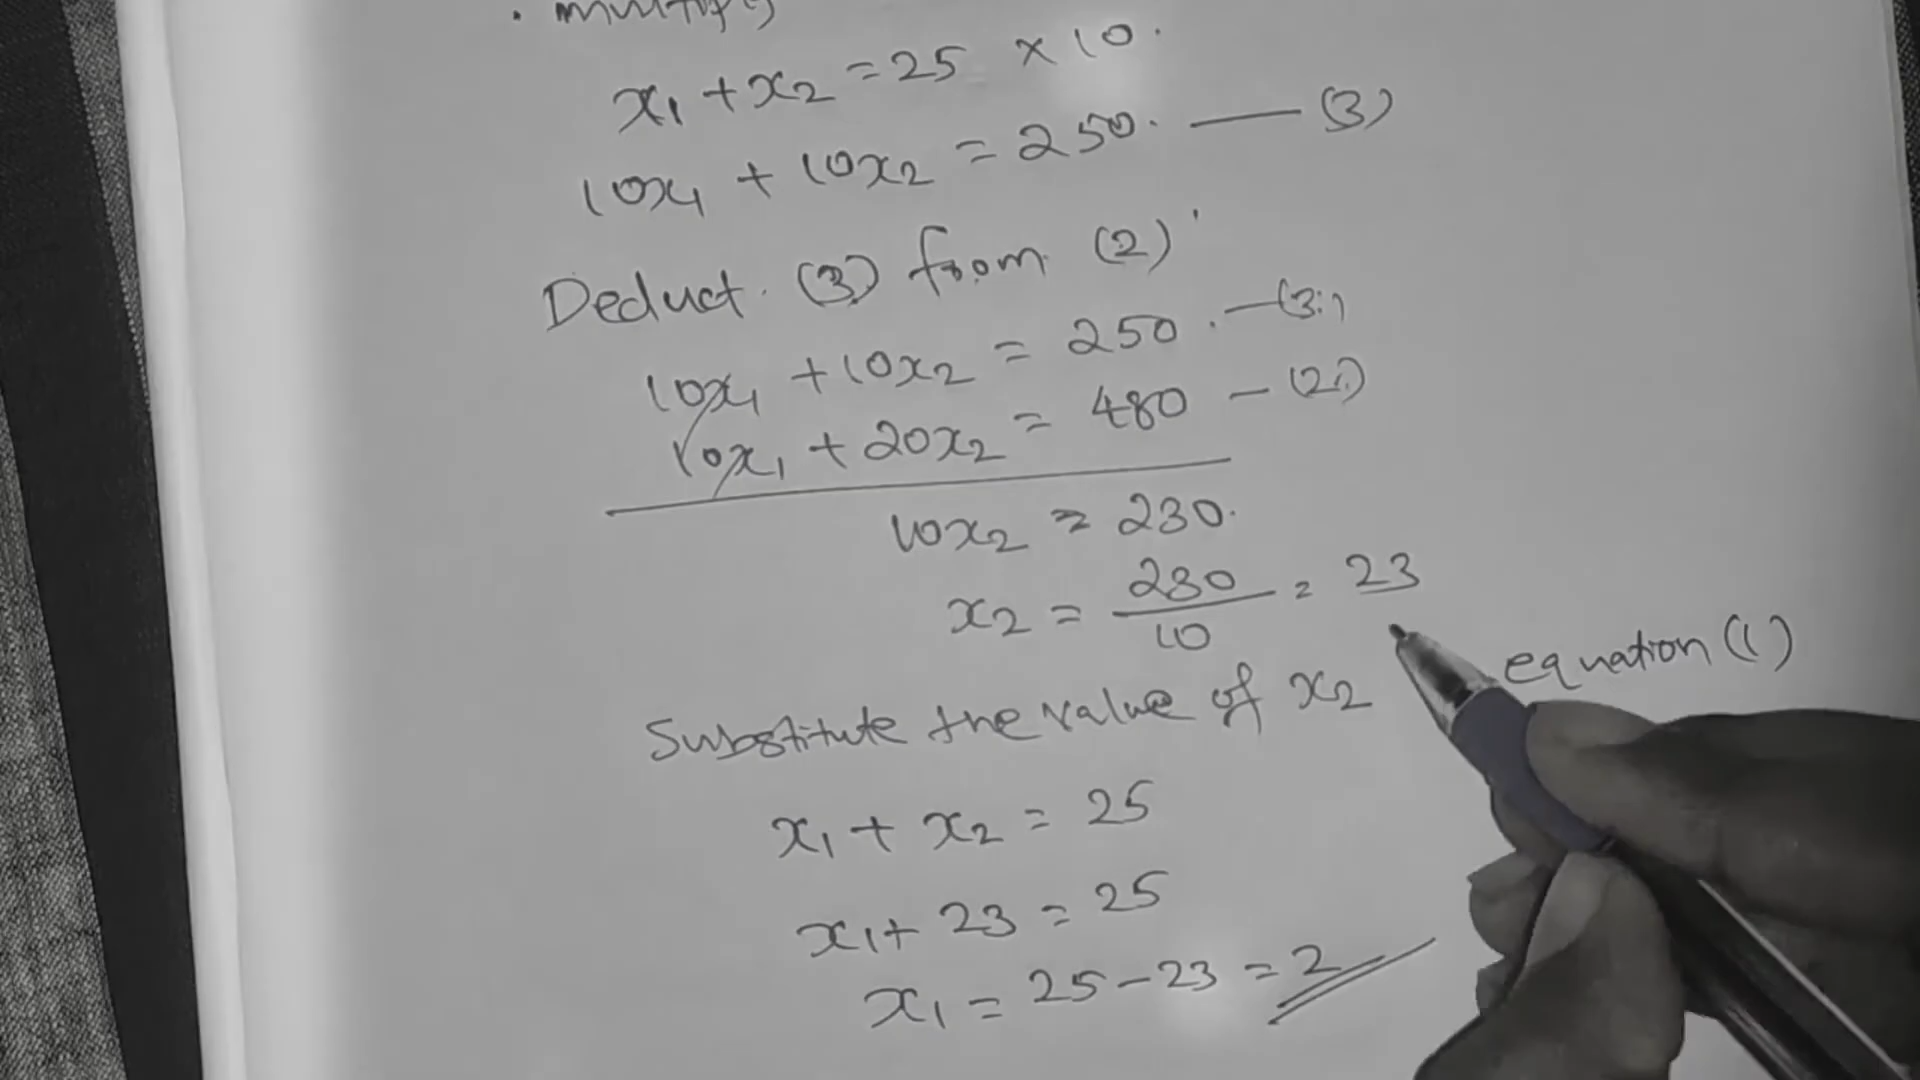 . multiply
x₁ + x₂ = 25 × 10.
10x₁ + 10x₂ = 250. — (3)
Deduct. (3) from (2)
10x₁ + 10x₂ = 250. — (3)
10x₁ + 20x₂ = 480 — (2)
10x₂ = 230.
x₂ = 230/10 = 23
Substitute the value of x₂ equation (1)
x₁ + x₂ = 25
x₁ + 23 = 25
x₁ = 25 - 23 = 2